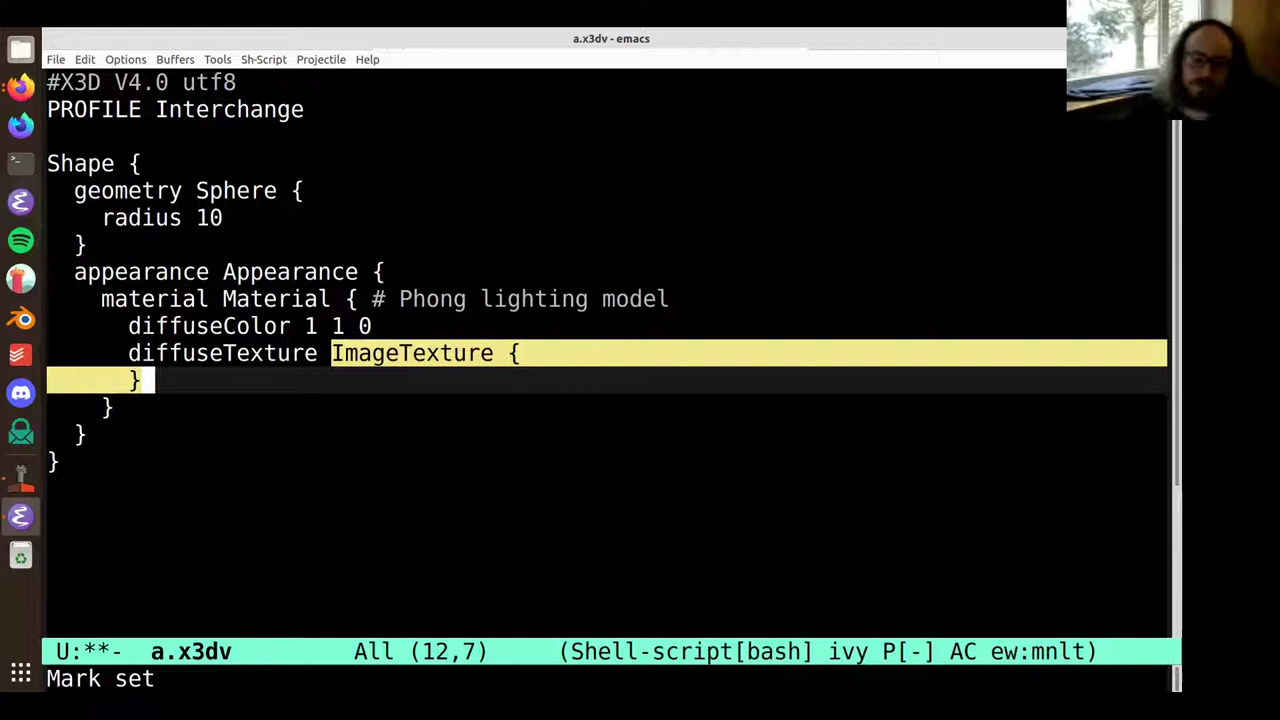 a.x3dv - emacs
File Edit Options Buffers Tools Sh-Script Projectile Help
#X3D V4.0 utf8
PROFILE Interchange
Shape {
geometry Sphere {
radius 10
}
appearance Appearance {
material Material { # Phong lighting model
diffuseColor 1 1 0
diffuseTexture ImageTexture {
}
}
}
}
U:**- a.x3dv All (12,7) (Shell-script[bash] ivy P[-] AC ew:mnlt)
Mark set